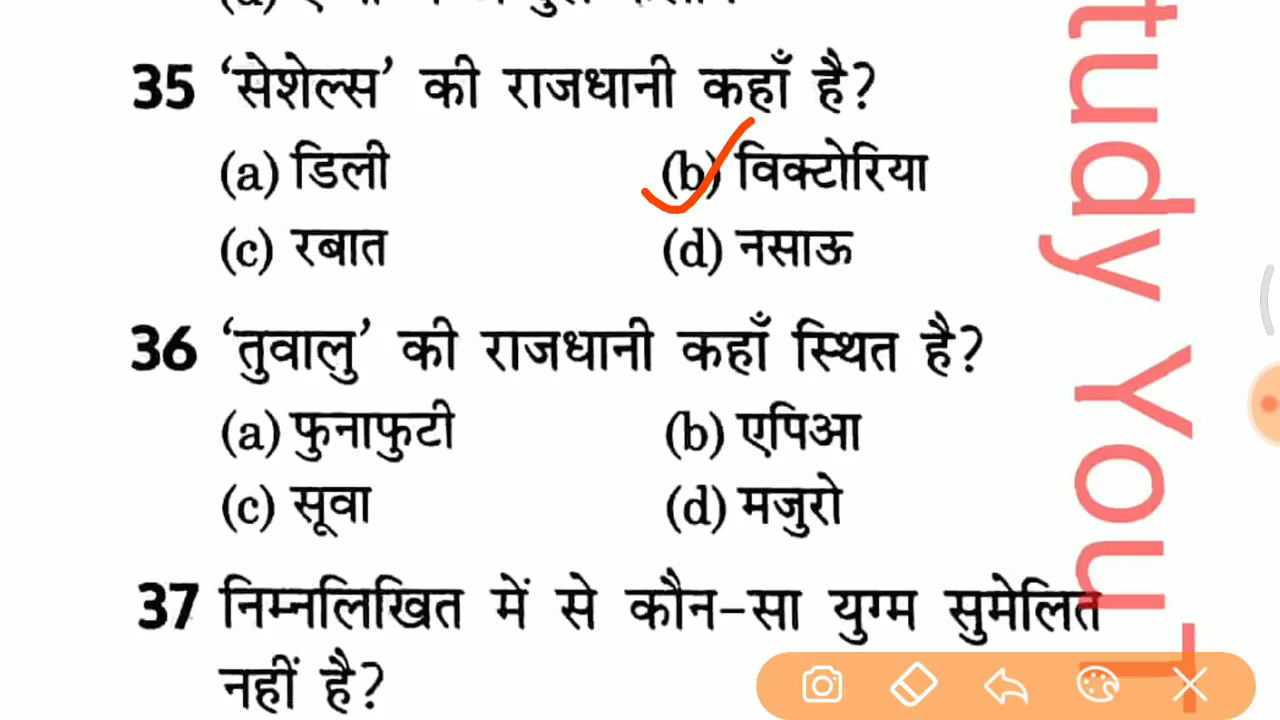 35 ‘सेशेल्स’ की राजधानी कहाँ है?
(a) डिली (b) विक्टोरिया
(c) रबात (d) नसाऊ
36 ‘तुवालु’ की राजधानी कहाँ स्थित है?
(a) फुनाफुटी (b) एपिआ
(c) सूवा (d) मजुरो
37 निम्नलिखित में से कौन-सा युग्म सुमेलित
नहीं है?
tudy You T